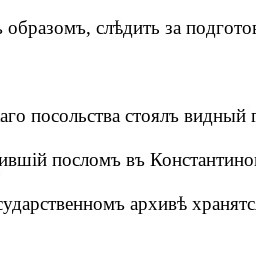 ь образомъ, слѣдить за подготов
аго посольства стоялъ видный п
ившій посломъ въ Константино
сударственномъ архивѣ хранятс